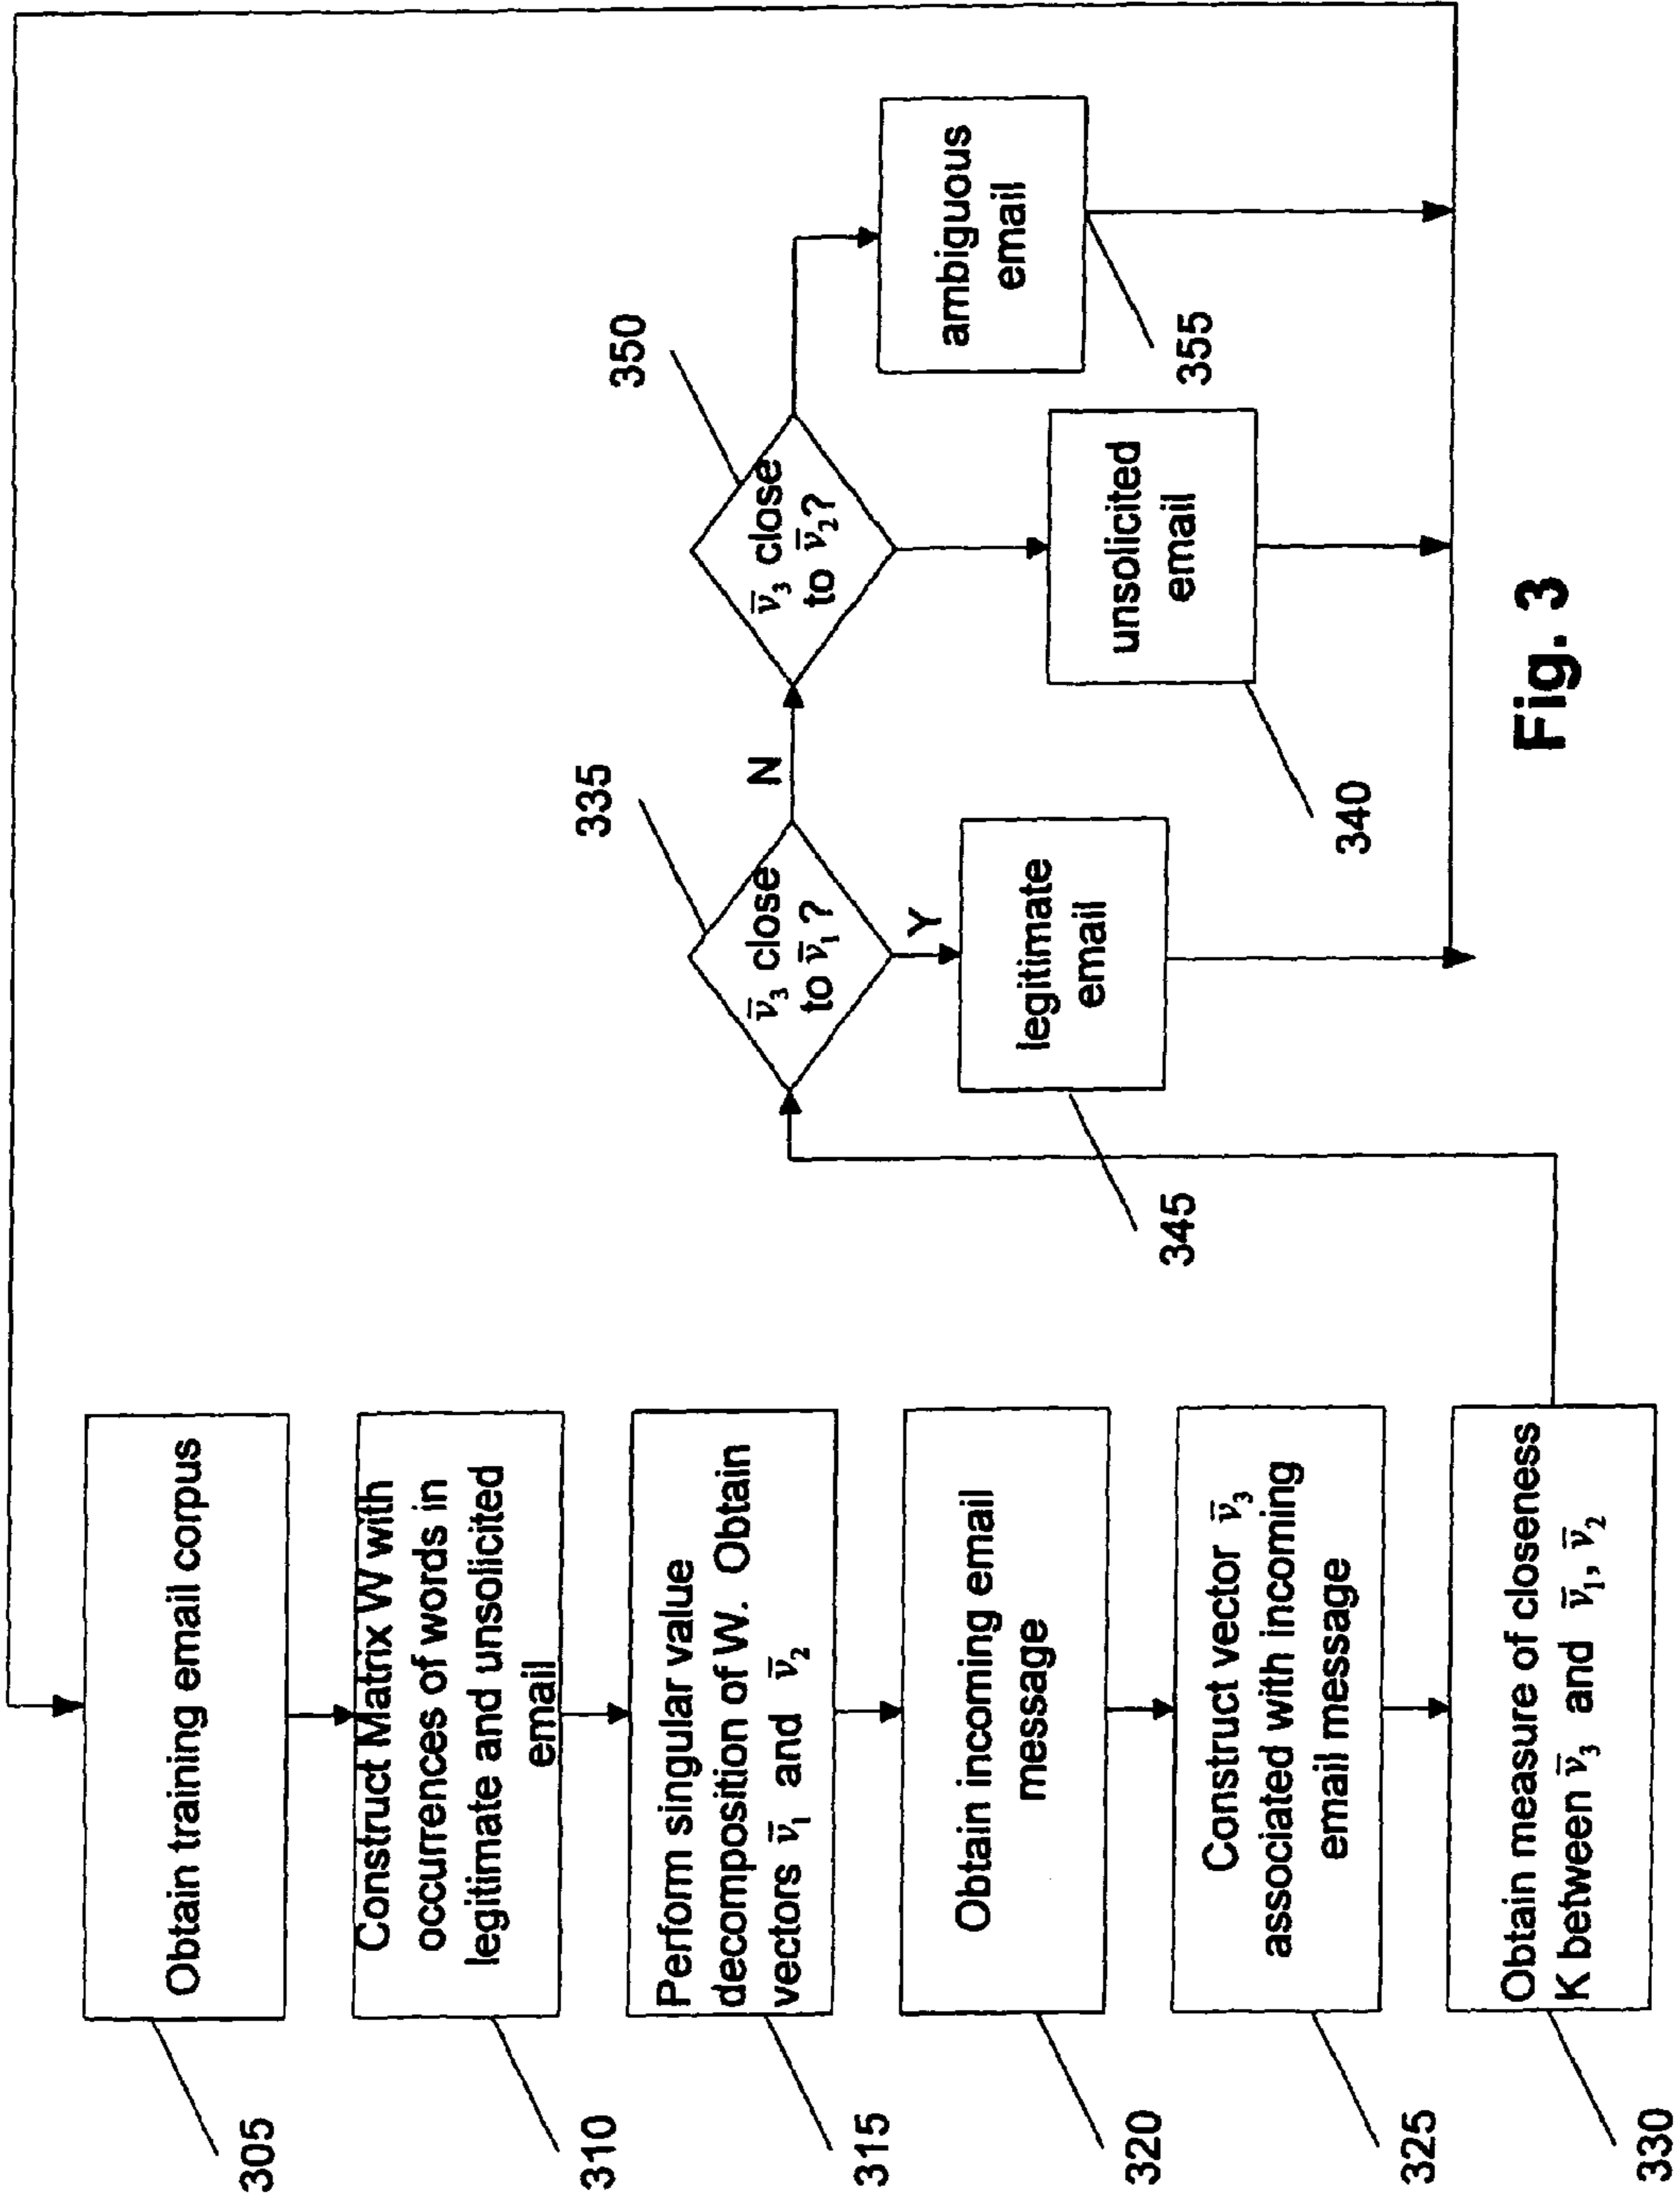 305
Obtain training email corpus
310
Construct Matrix W with
occurrences of words in
legitimate and unsolicited
email
315
Perform singular value
decomposition of W. Obtain
vectors v̄₁ and v̄₂
320
Obtain incoming email
message
325
Construct vector v̄₃
associated with incoming
email message
330
Obtain measure of closeness
K between v̄₃ and v̄₁, v̄₂
335
v̄₃ close
to v̄₁?
N
Y
345
legitimate
email
350
v̄₃ close
to v̄₂?
340
unsolicited
email
355
ambiguous
email
Fig. 3